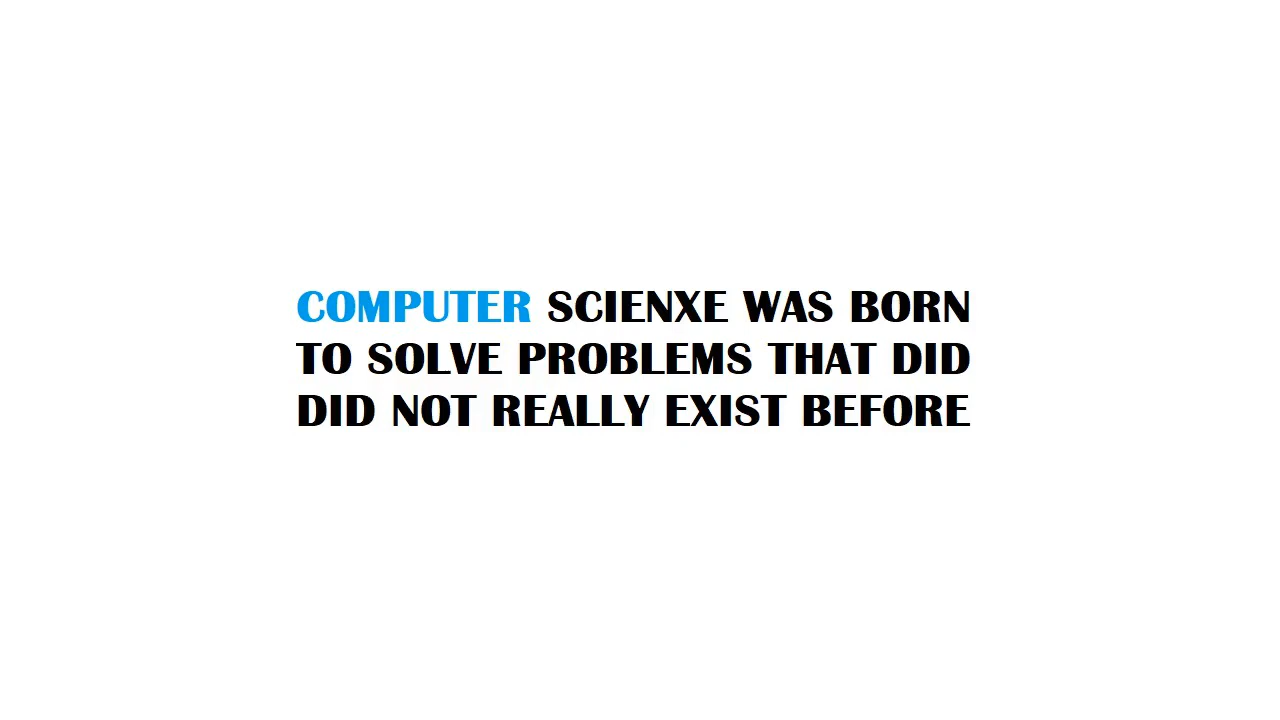 COMPUTER SCIENXE WAS BORN
TO SOLVE PROBLEMS THAT DID
DID NOT REALLY EXIST BEFORE